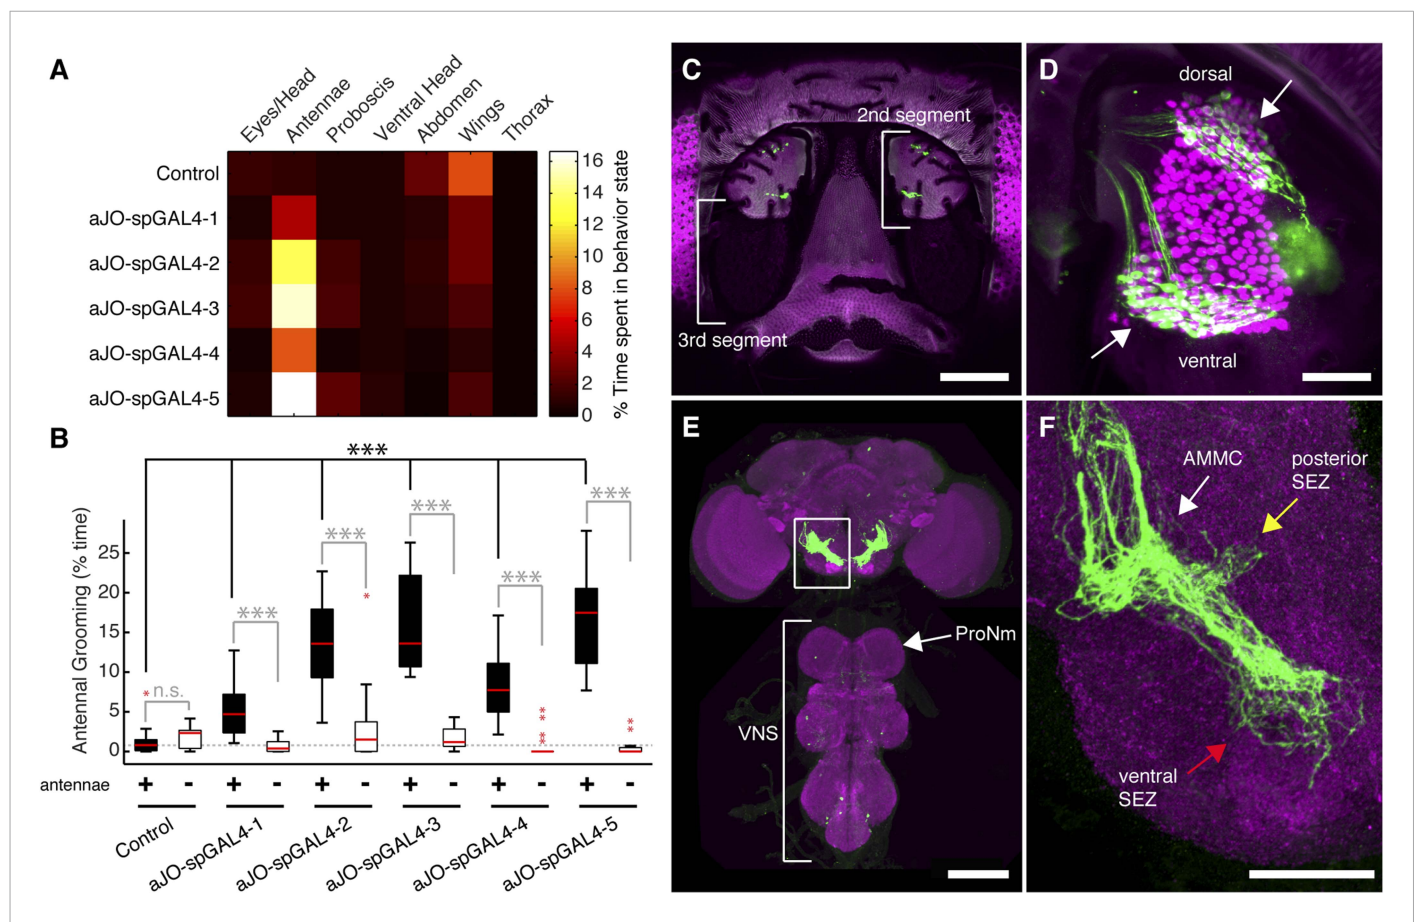 A
Eyes/Head
Antennae
Proboscis
Ventral Head
Abdomen
Wings
Thorax
Control
aJO-spGAL4-1
aJO-spGAL4-2
aJO-spGAL4-3
aJO-spGAL4-4
aJO-spGAL4-5
16
14
12
10
8
6
4
2
0
% Time spent in behavior state
B
***
***
***
***
***
***
n.s.
*
*
** **
**
Antennal Grooming (% time)
25
20
15
10
5
0
antennae
+ - + - + - + - + - + -
Control
aJO-spGAL4-1
aJO-spGAL4-2
aJO-spGAL4-3
aJO-spGAL4-4
aJO-spGAL4-5
C
2nd segment
3rd segment
D
dorsal
ventral
E
ProNm
VNS
F
AMMC
posterior
SEZ
ventral
SEZ